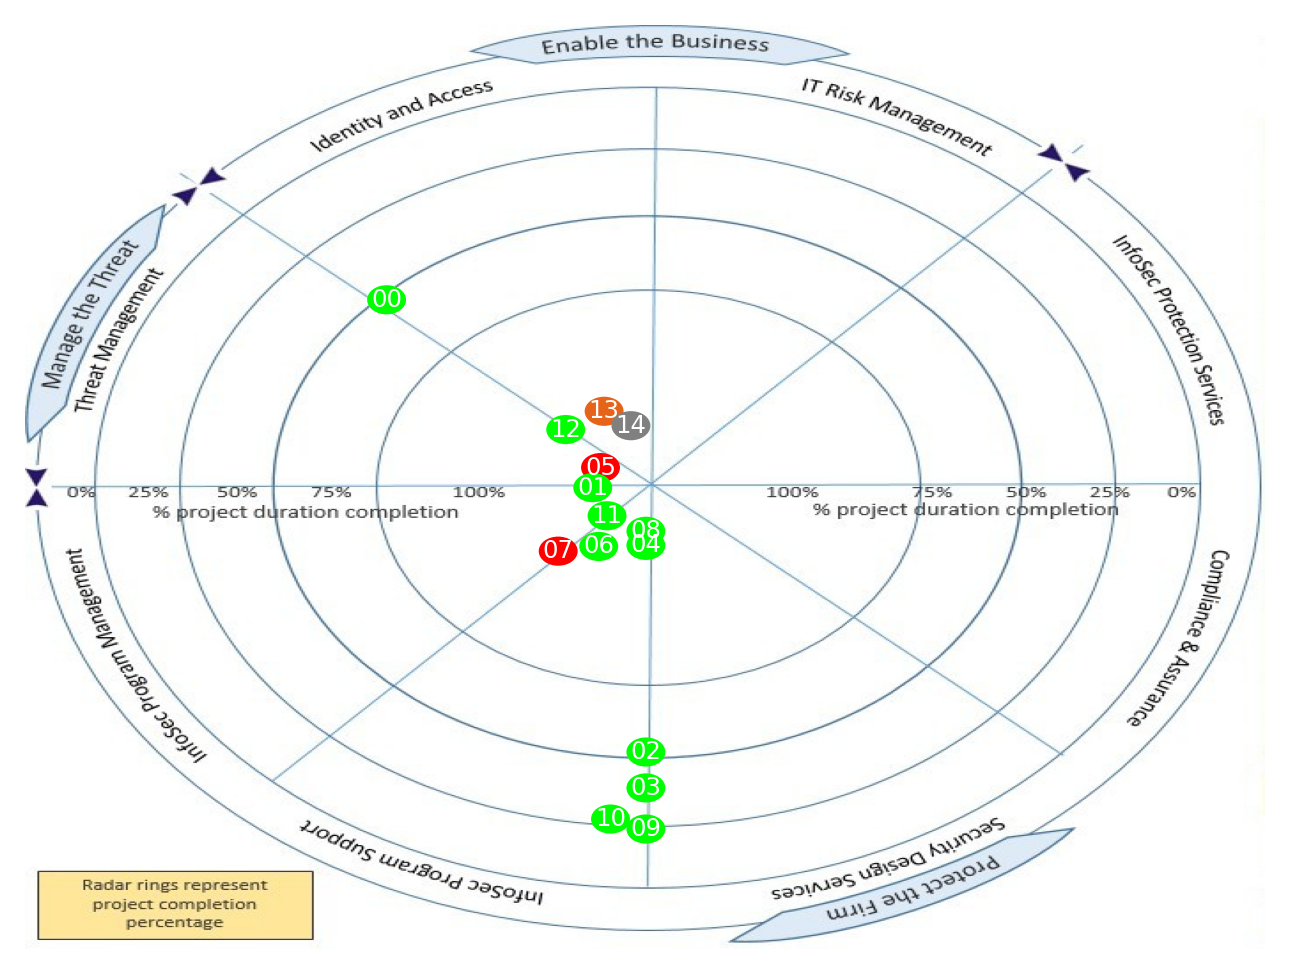 Enable the Business
Identity and Access
IT Risk Management
Manage the Threat
Threat Management
InfoSec Protection Services
00
13
14
12
05
01
0%
25%
50%
75%
100%
100%
75%
50%
25%
0%
% project duration completion
% project duration completion
11
08
04
06
07
InfoSec Program Management
Compliance & Assurance
02
03
10
09
InfoSec Program Support
Security Design Services
Protect the Firm
Radar rings represent
project completion
percentage